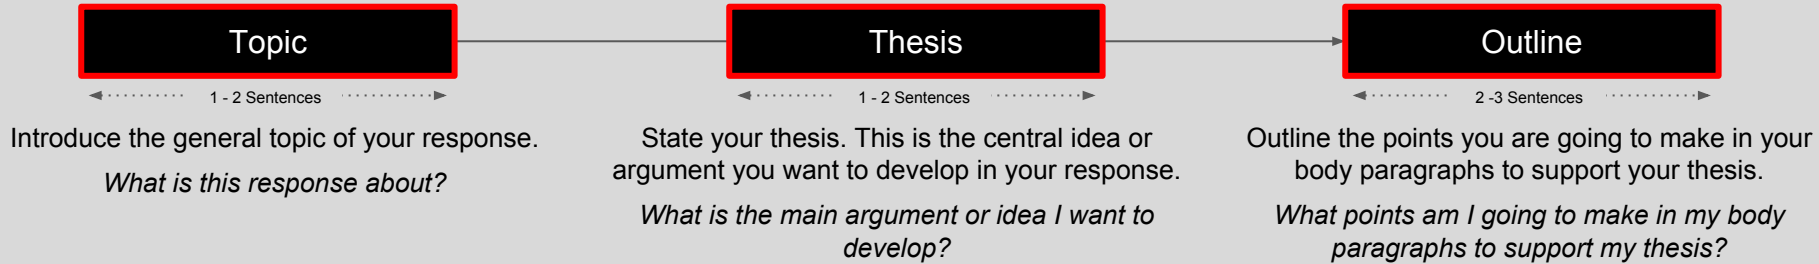 Topic
1 - 2 Sentences
Introduce the general topic of your response.
What is this response about?
Thesis
1 - 2 Sentences
State your thesis. This is the central idea or
argument you want to develop in your response.
What is the main argument or idea I want to
develop?
Outline
2 -3 Sentences
Outline the points you are going to make in your
body paragraphs to support your thesis.
What points am I going to make in my body
paragraphs to support my thesis?